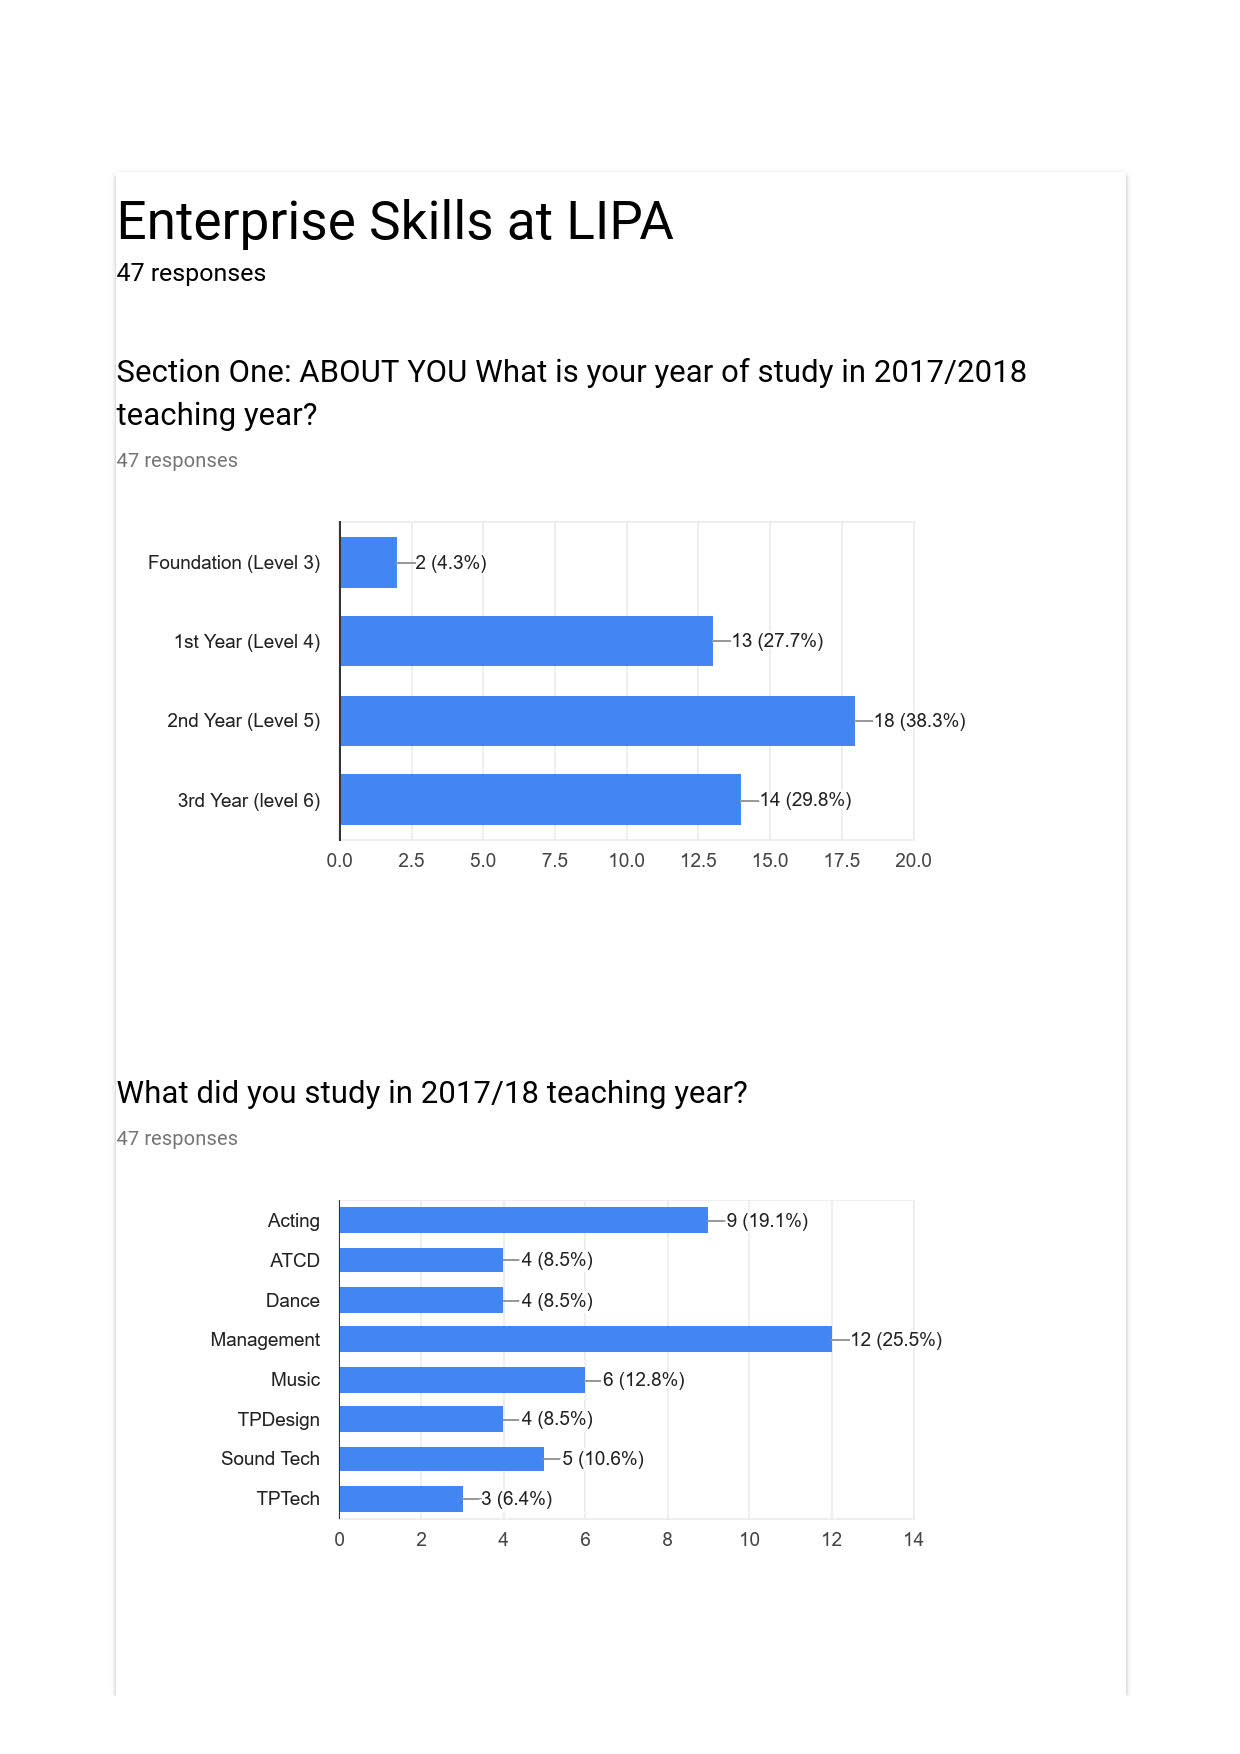 Enterprise Skills at LIPA
47 responses
Section One: ABOUT YOU What is your year of study in 2017/2018
teaching year?
47 responses
Foundation (Level 3)
2 (4.3%)
1st Year (Level 4)
13 (27.7%)
2nd Year (Level 5)
18 (38.3%)
3rd Year (level 6)
14 (29.8%)
0.0 2.5 5.0 7.5 10.0 12.5 15.0 17.5 20.0
What did you study in 2017/18 teaching year?
47 responses
Acting
9 (19.1%)
ATCD
4 (8.5%)
Dance
4 (8.5%)
Management
12 (25.5%)
Music
6 (12.8%)
TPDesign
4 (8.5%)
Sound Tech
5 (10.6%)
TPTech
3 (6.4%)
0 2 4 6 8 10 12 14